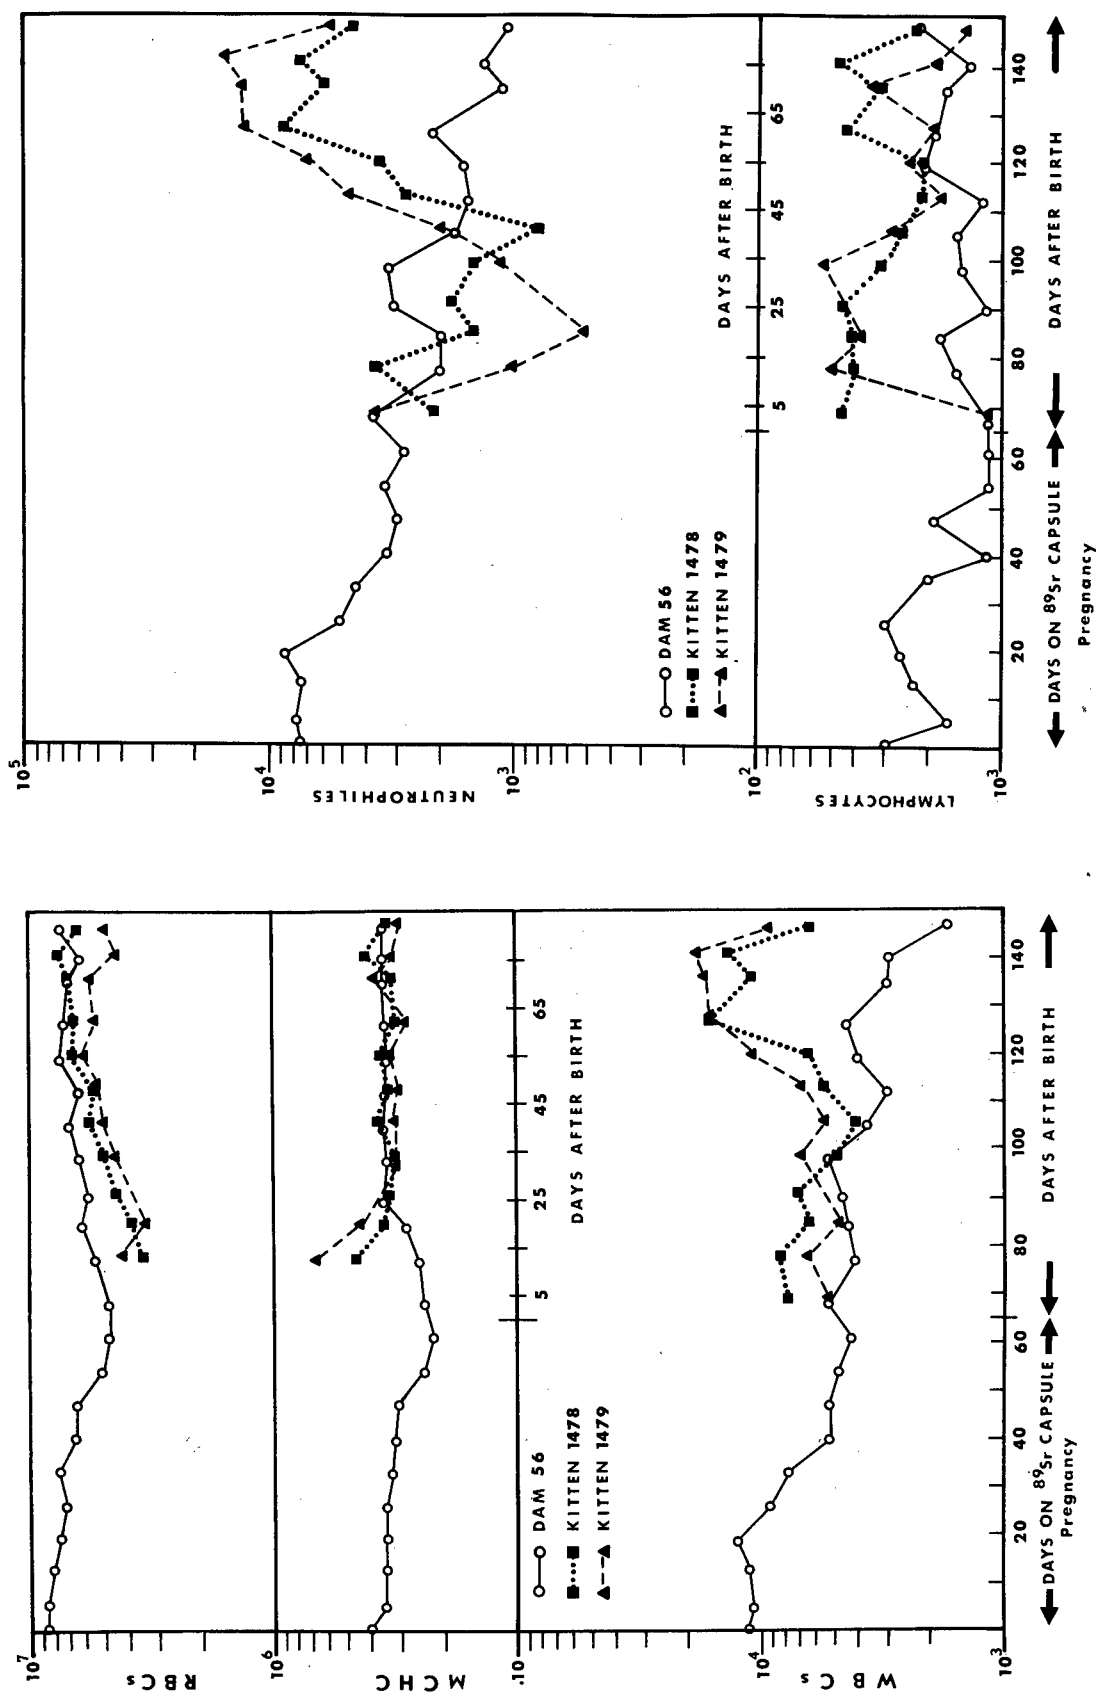 10⁷
RBCs
10⁶
MCHC
.10
DAM 56
KITTEN 1478
KITTEN 1479
5 25 45 65
DAYS AFTER BIRTH
10⁴
WBCs
10³
20 40 60 80 100 120 140
DAYS ON ⁸⁹Sr CAPSULE DAYS AFTER BIRTH
Pregnancy
10⁵
10⁴
NEUTROPHILES
10³
DAM 56
KITTEN 1478
KITTEN 1479
DAYS AFTER BIRTH
5 25 45 65
10²
LYMPHOCYTES
10³
20 40 60 80 100 120 140
DAYS ON ⁸⁹Sr CAPSULE DAYS AFTER BIRTH
Pregnancy